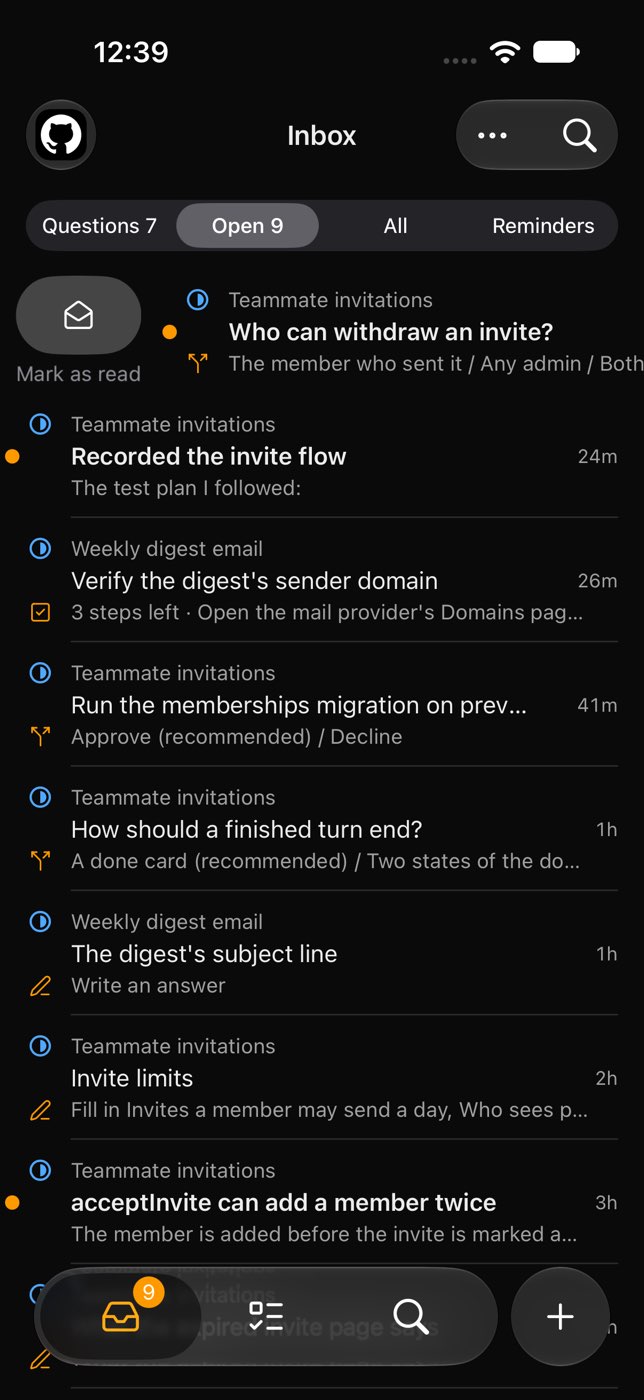 12:39
Inbox
Questions 7
Open 9
All
Reminders
Mark as read
Teammate invitations
Who can withdraw an invite?
The member who sent it / Any admin / Both
Teammate invitations
Recorded the invite flow
24m
The test plan I followed:
Weekly digest email
Verify the digest's sender domain
26m
3 steps left · Open the mail provider's Domains pag...
Teammate invitations
Run the memberships migration on prev...
41m
Approve (recommended) / Decline
Teammate invitations
How should a finished turn end?
1h
A done card (recommended) / Two states of the do...
Weekly digest email
The digest's subject line
1h
Write an answer
Teammate invitations
Invite limits
2h
Fill in Invites a member may send a day, Who sees p...
Teammate invitations
acceptInvite can add a member twice
3h
The member is added before the invite is marked a...
9